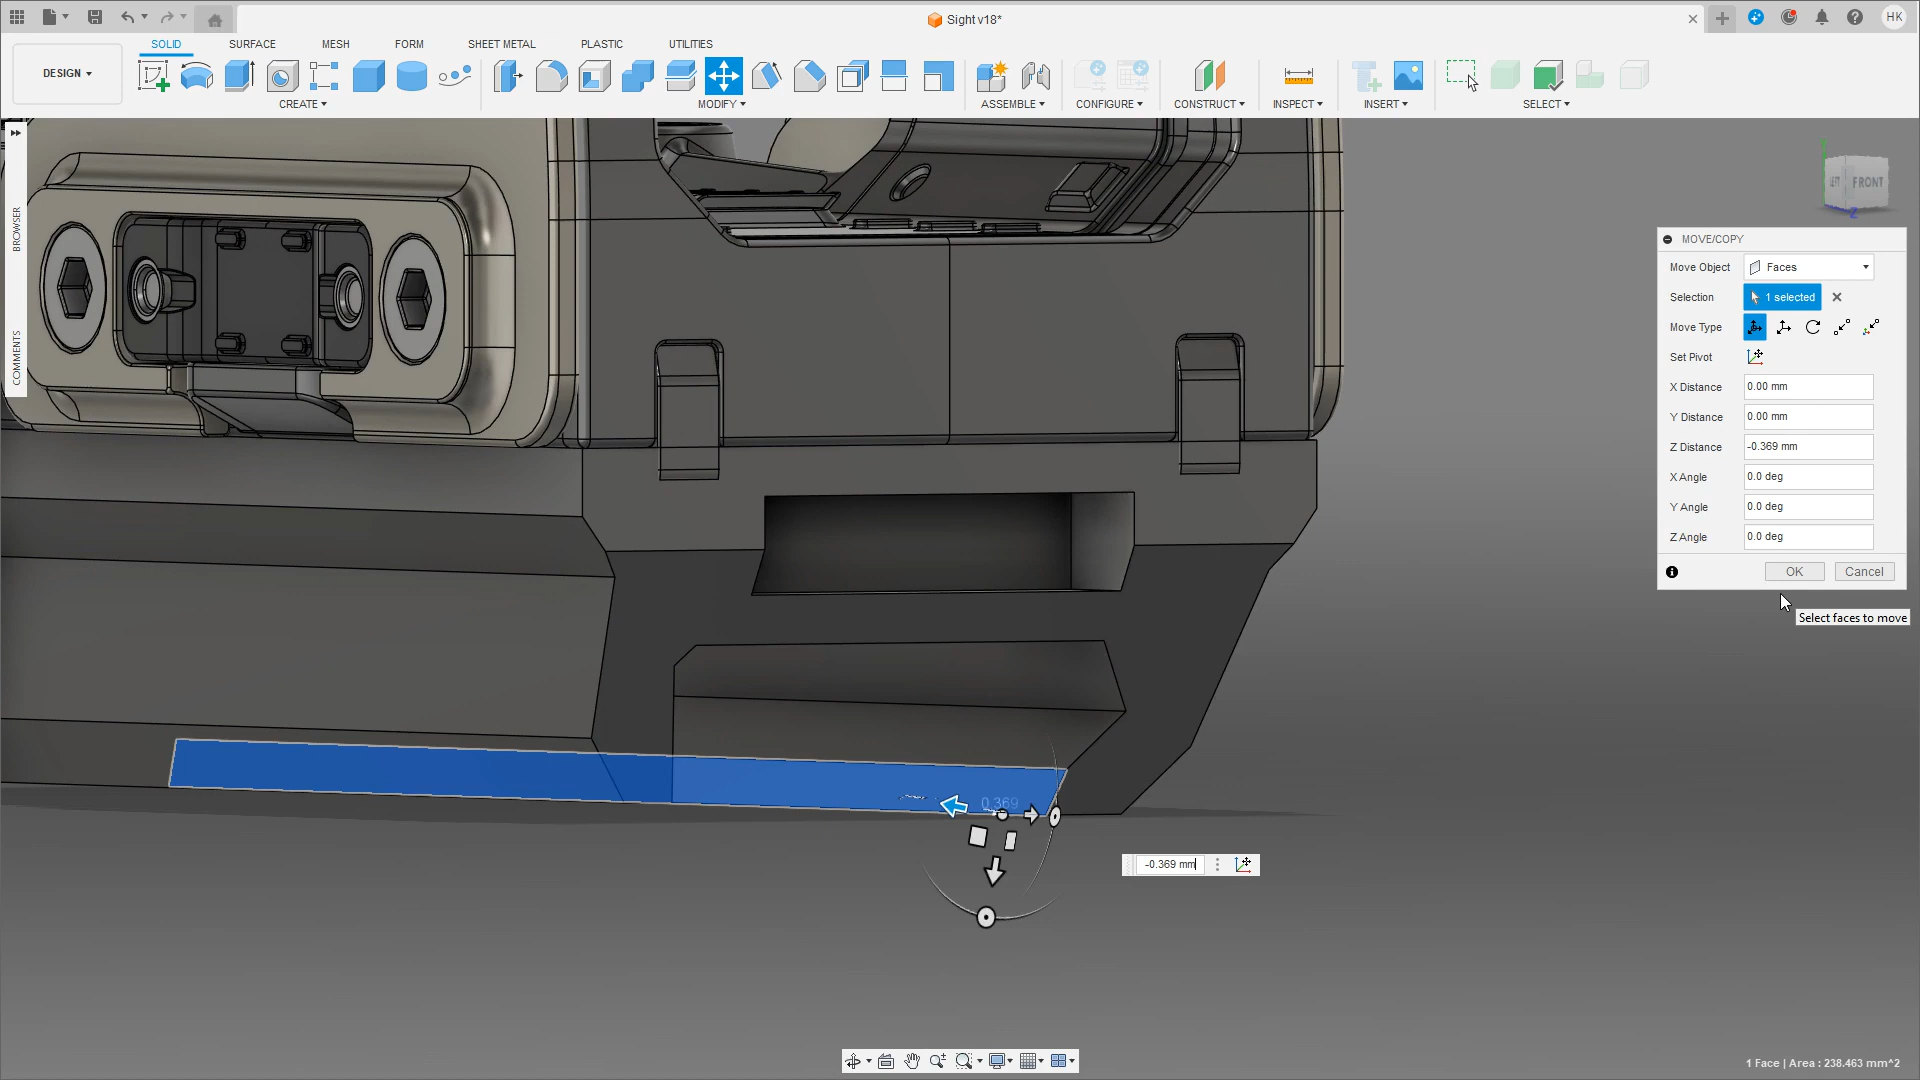 Sight v18*
HK
DESIGN
SOLID
SURFACE
MESH
FORM
SHEET METAL
PLASTIC
UTILITIES
CREATE
MODIFY
ASSEMBLE
CONFIGURE
CONSTRUCT
INSPECT
INSERT
SELECT
BROWSER
COMMENTS
LEFT
FRONT
Z
MOVE/COPY
Move Object
Faces
Selection
1 selected
Move Type
Set Pivot
X Distance
0.00 mm
Y Distance
0.00 mm
Z Distance
-0.369 mm
X Angle
0.0 deg
Y Angle
0.0 deg
Z Angle
0.0 deg
OK
Cancel
Select faces to move
0.369
-0.369 mm
1 Face | Area : 238.463 mm^2